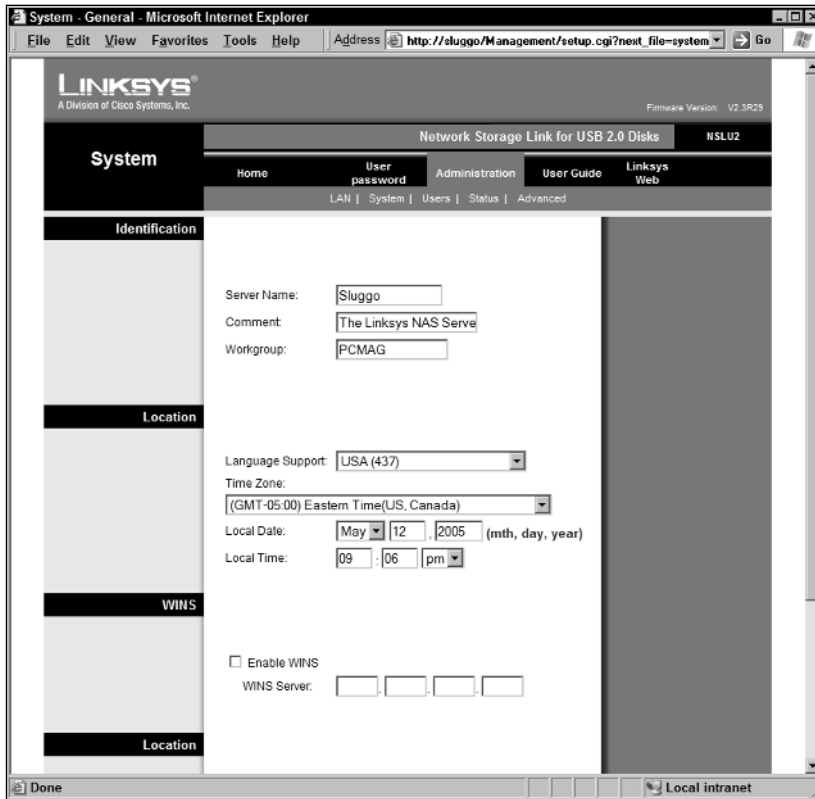 System - General - Microsoft Internet Explorer
File Edit View Favorites Tools Help Address http://sluggo/Management/setup.cgi?next_file=system Go
LINKSYS®
A Division of Cisco Systems, Inc.
Firmware Version: V2.3R29
Network Storage Link for USB 2.0 Disks NSLU2
System
Home User password Administration User Guide Linksys Web
LAN | System | Users | Status | Advanced
Identification
Server Name: Sluggo
Comment: The Linksys NAS Serve
Workgroup: PCMAG
Location
Language Support: USA (437)
Time Zone:
(GMT-05:00) Eastern Time(US, Canada)
Local Date: May 12 , 2005 (mth, day, year)
Local Time: 09 : 06 pm
WINS
Enable WINS
WINS Server: . . .
Location
Done Local intranet